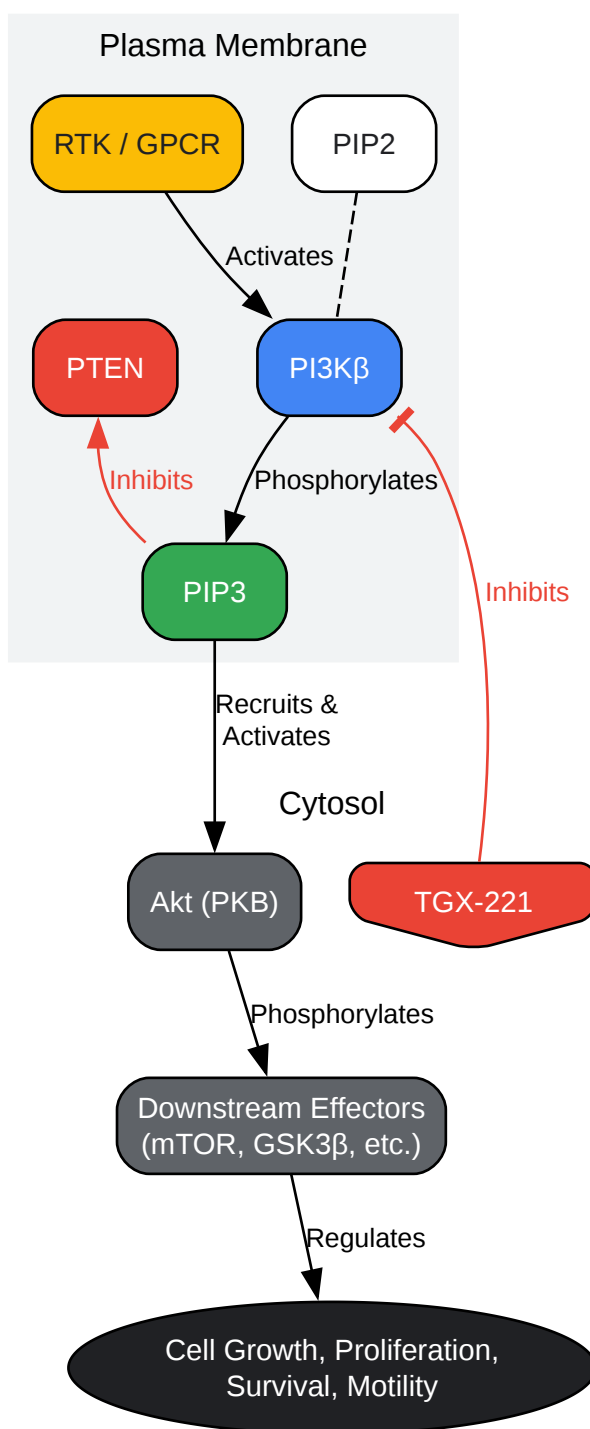 Plasma Membrane
RTK / GPCR
PIP2
Activates
PTEN
PI3Kβ
Inhibits
Phosphorylates
PIP3
Inhibits
Recruits &
Activates
Cytosol
Akt (PKB)
TGX-221
Phosphorylates
Downstream Effectors
(mTOR, GSK3β, etc.)
Regulates
Cell Growth, Proliferation,
Survival, Motility